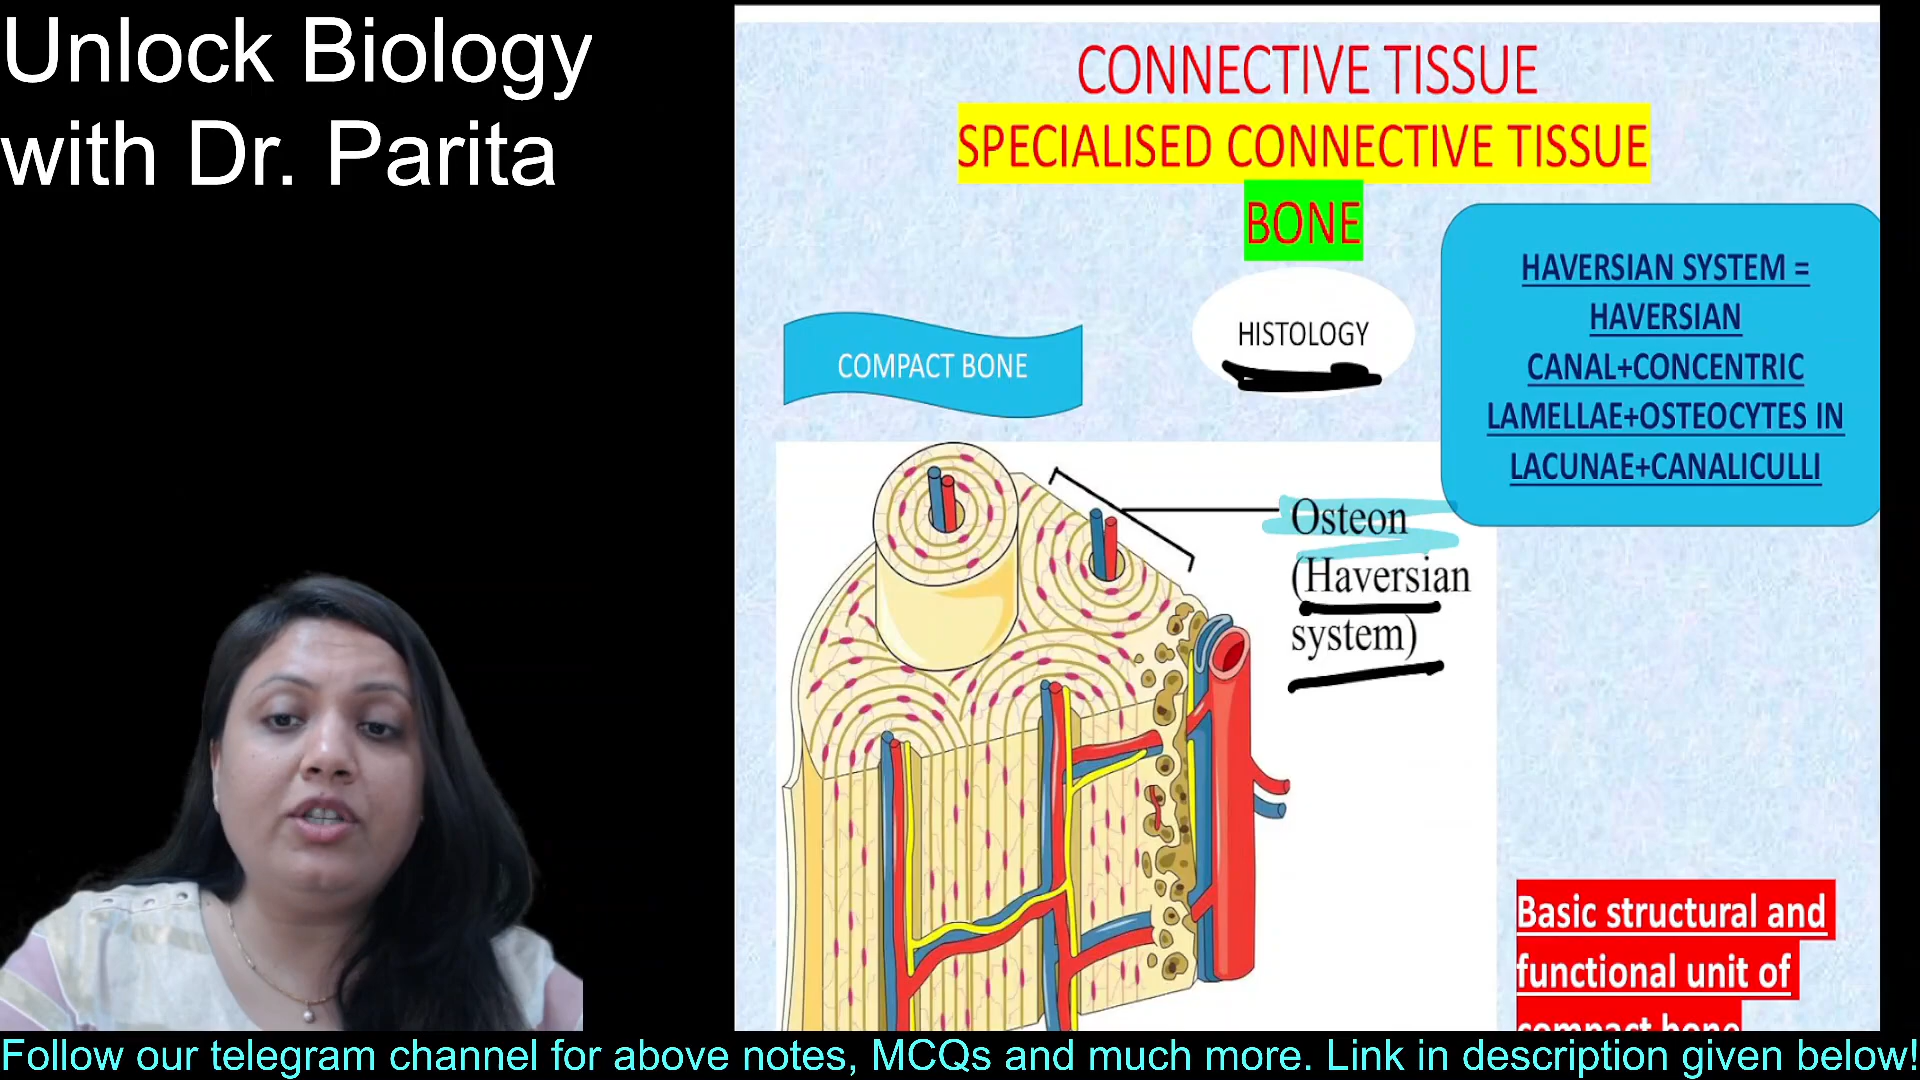 Unlock Biology
with Dr. Parita
CONNECTIVE TISSUE
SPECIALISED CONNECTIVE TISSUE
BONE
HISTOLOGY
COMPACT BONE
HAVERSIAN SYSTEM =
HAVERSIAN
CANAL+CONCENTRIC
LAMELLAE+OSTEOCYTES IN
LACUNAE+CANALICULLI
Osteon
(Haversian
system)
Basic structural and
functional unit of
compact bone
Follow our telegram channel for above notes, MCQs and much more. Link in description given below!